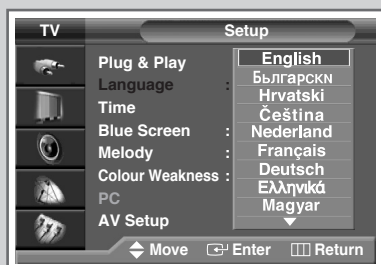 TV
Setup
Plug & Play
Language :
Time
Blue Screen :
Melody :
Colour Weakness :
PC
AV Setup
English
Бългapcкн
Hrvatski
Čeština
Nederland
Français
Deutsch
Ελληνικά
Magyar
Move Enter Return